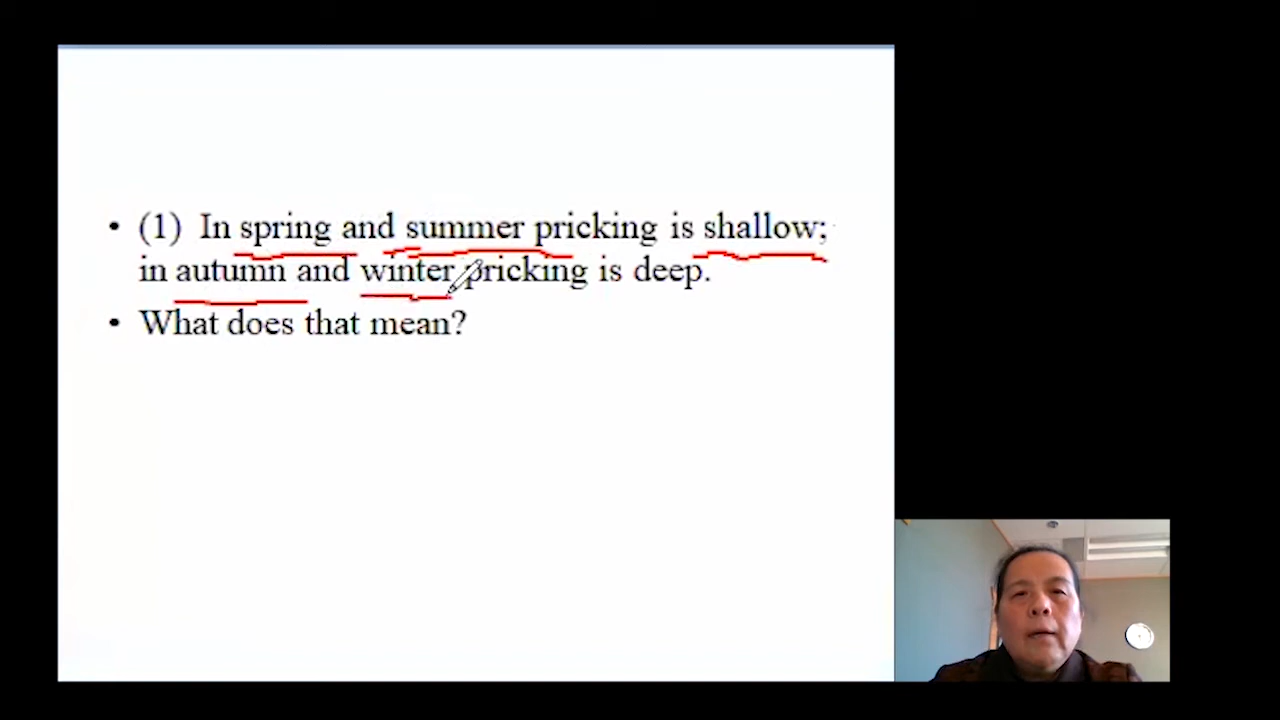 • (1) In spring and summer pricking is shallow;
in autumn and winter pricking is deep.
• What does that mean?